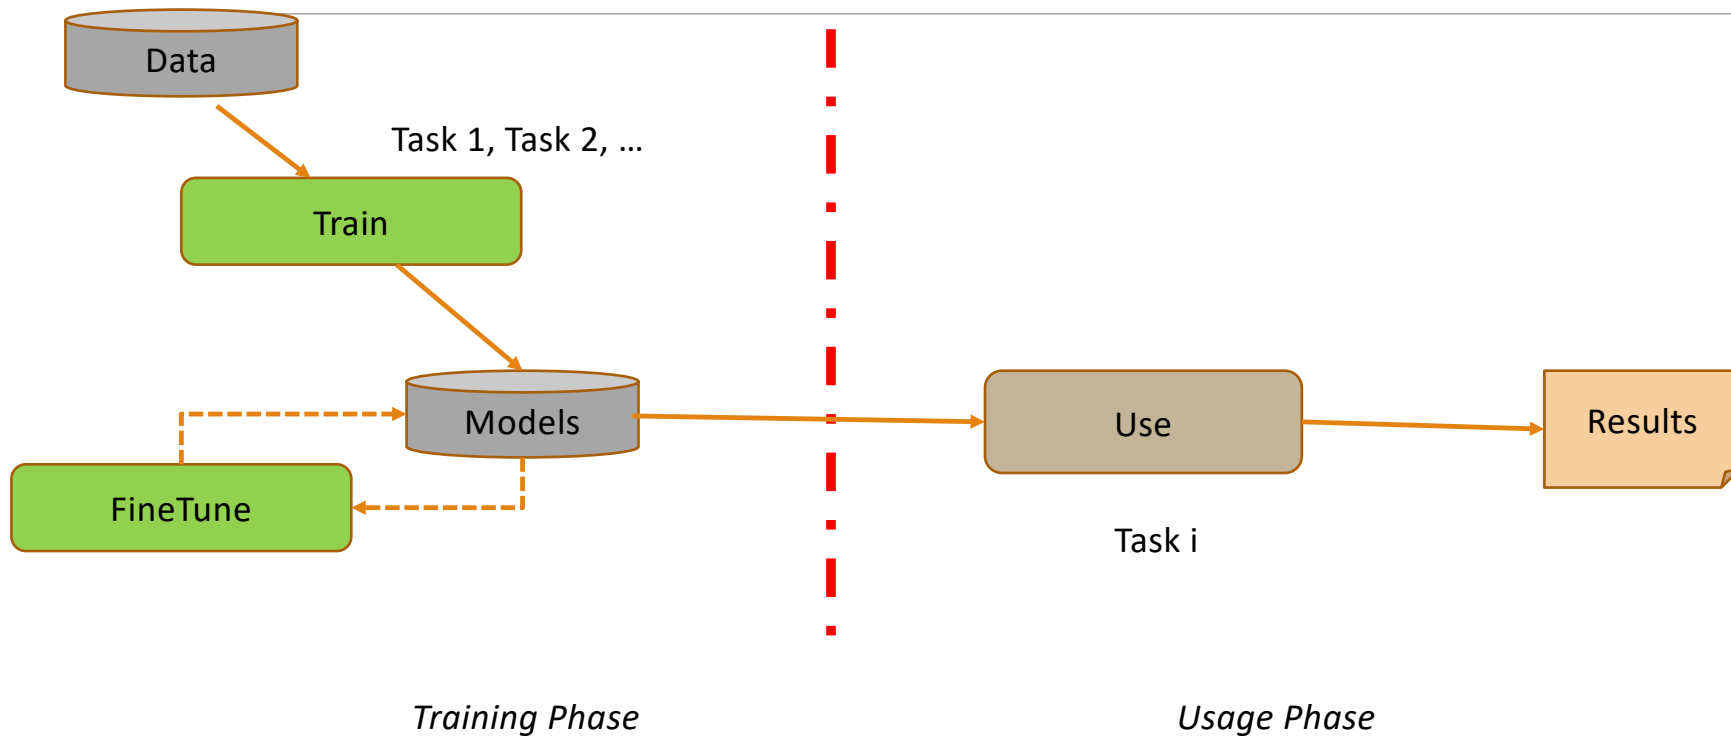 Data
Task 1, Task 2, …
Train
Models
Use
Results
FineTune
Task i
Training Phase
Usage Phase